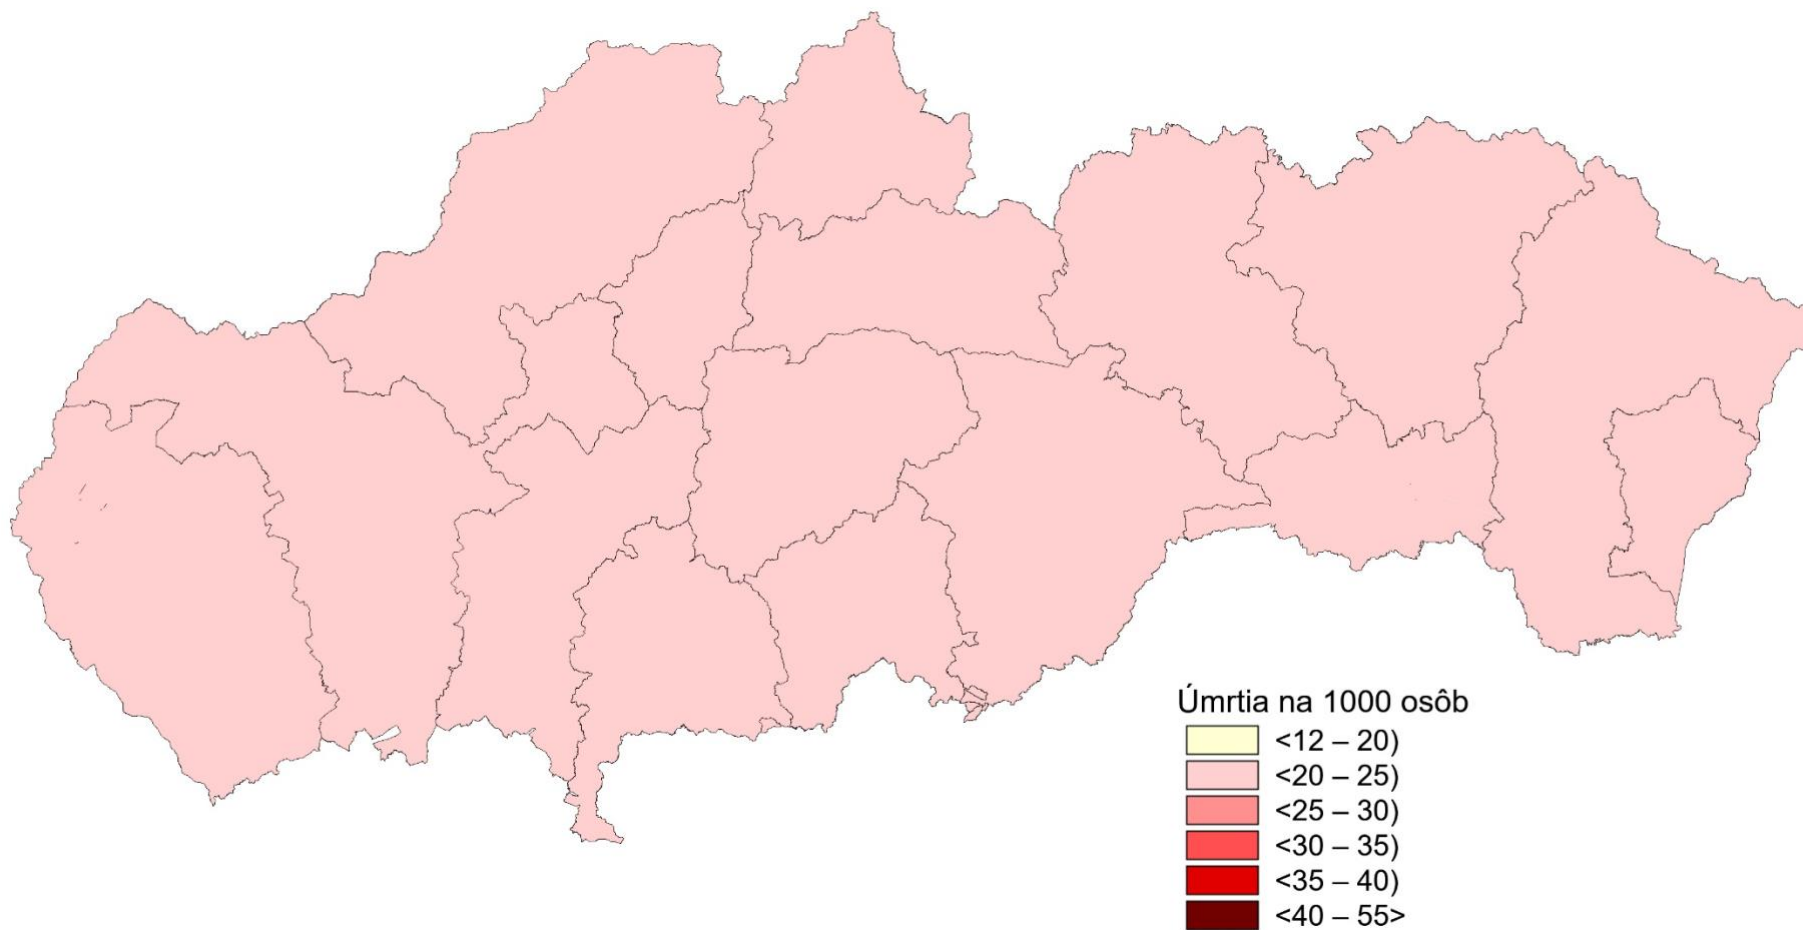 Úmrtia na 1000 osôb
<12 – 20)
<20 – 25)
<25 – 30)
<30 – 35)
<35 – 40)
<40 – 55>